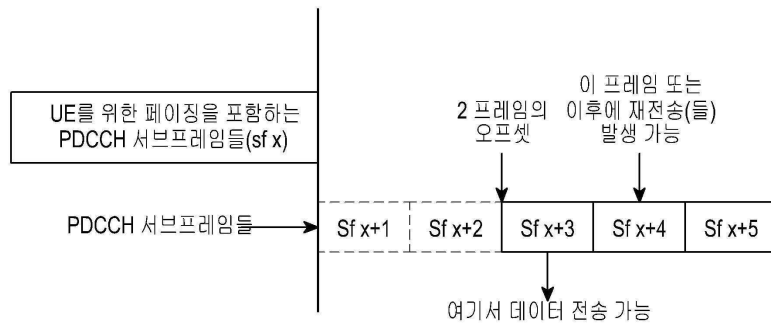 UE를 위한 페이징을 포함하는
PDCCH 서브프레임들(sf x)
2 프레임의
오프셋
이 프레임 또는
이후에 재전송(들)
발생 가능
PDCCH 서브프레임들
Sf x+1 Sf x+2 Sf x+3 Sf x+4 Sf x+5
여기서 데이터 전송 가능